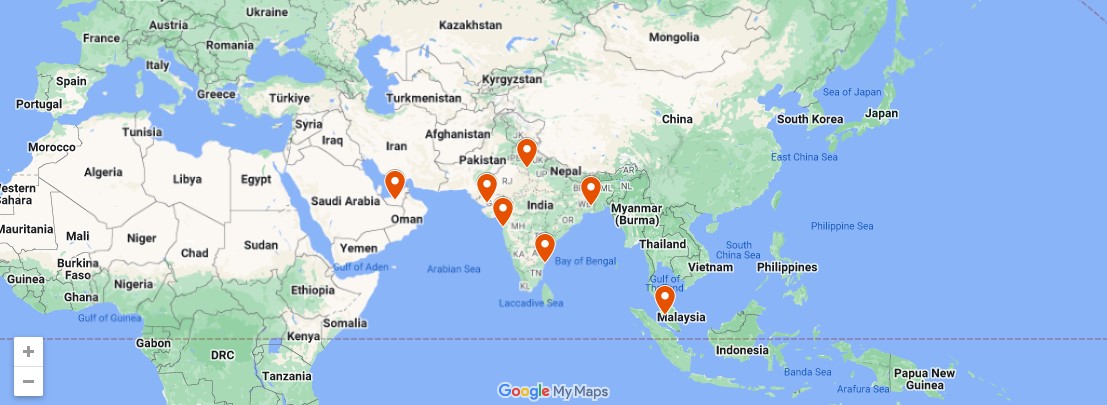 Ukraine
Kazakhstan
Austria
France
Mongolia
Romania
Italy
Spain
Kyrgyzstan
Greece
Türkiye
Turkmenistan
Sea of Japan
Portugal
Japan
Tunisia
Syria
China
South Korea
Afghanistan
JK
Morocco
Iraq
Iran
East China Sea
Pakistan
UK
Algeria
Nepal
AR
Libya
Egypt
UP
RJ
NL
Western
Sahara
ML
Saudi Arabia
India
Myanmar
(Burma)
Oman
OR
Mauritania
MH
Philippine Sea
Mali
Niger
Chad
Sudan
Yemen
Thailand
South
China Sea
KA
Burkina
Faso
Gulf of Aden
Arabian Sea
Bay of Bengal
Vietnam
Philippines
TN
Guinea
Nigeria
Ethiopia
Gulf of
KL
Ghana
Laccadive Sea
Gulf of Guinea
Somalia
Malaysia
Kenya
Gabon
DRC
Indonesia
Tanzania
Banda Sea
Papua New
Guinea
Arafura Sea
+
−
Google My Maps